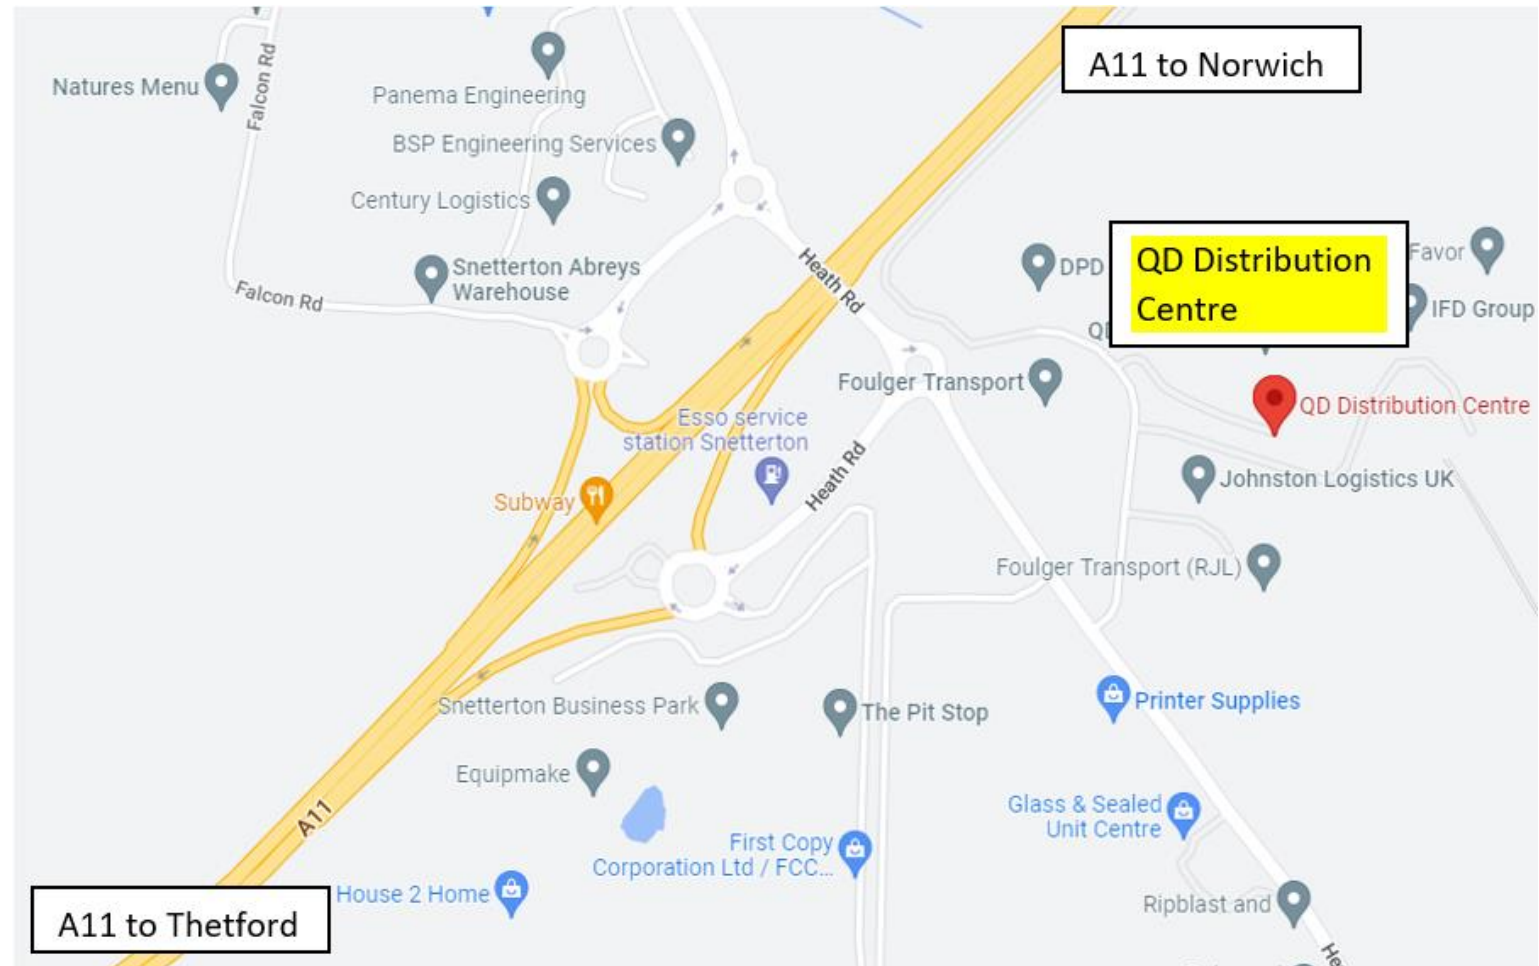 A11 to Norwich
Natures Menu
Falcon Rd
Panema Engineering
BSP Engineering Services
Century Logistics
Snetterton Abreys
Warehouse
Falcon Rd
Heath Rd
DPD
QD Distribution
Centre
Favor
IFD Group
Foulger Transport
QD Distribution Centre
Esso service
station Snetterton
Heath Rd
Subway
Johnston Logistics UK
Foulger Transport (RJL)
Snetterton Business Park
The Pit Stop
Printer Supplies
Equipmake
A11
Glass & Sealed
Unit Centre
First Copy
Corporation Ltd / FCC...
House 2 Home
Ripblast and
A11 to Thetford